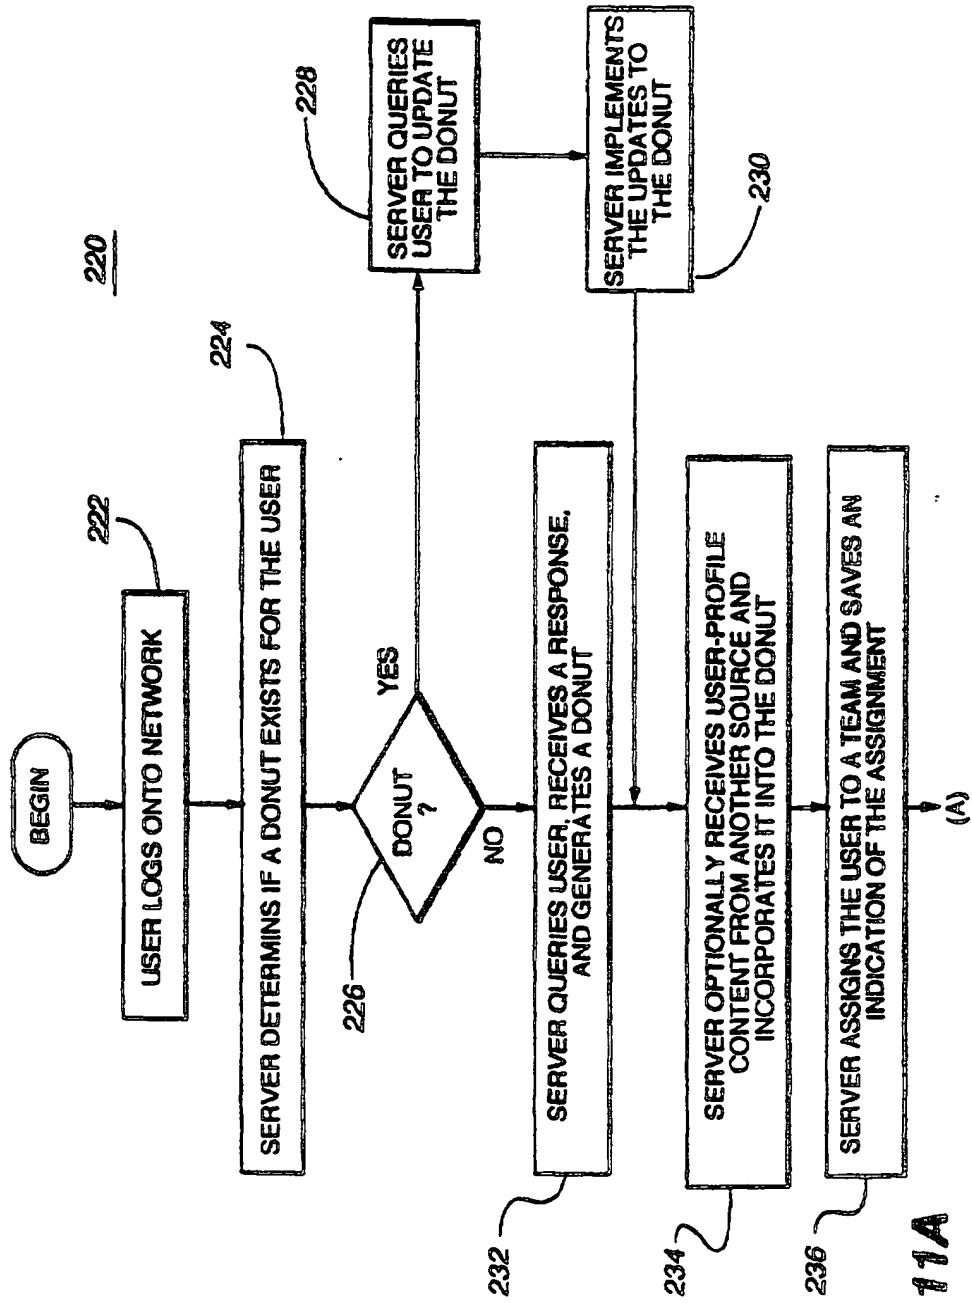 220
BEGIN
USER LOGS ONTO NETWORK
222
SERVER DETERMINS IF A DONUT EXISTS FOR THE USER
224
DONUT
?
226
YES
NO
SERVER QUERIES
USER TO UPDATE
THE DONUT
228
SERVER IMPLEMENTS
THE UPDATES TO
THE DONUT
230
SERVER QUERIES USER, RECEIVES A RESPONSE,
AND GENERATES A DONUT
232
SERVER OPTIONALLY RECEIVES USER-PROFILE
CONTENT FROM ANOTHER SOURCE AND
INCORPORATES IT INTO THE DONUT
234
SERVER ASSIGNS THE USER TO A TEAM AND SAVES AN
INDICATION OF THE ASSIGNMENT
236
(A)
11A